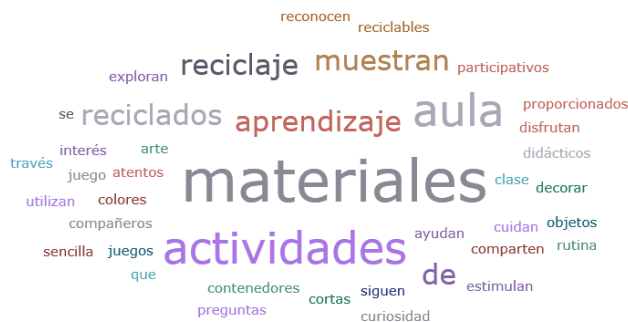 reconocen
reciclables
reciclaje muestran
exploran participativos
se reciclados aprendizaje aula proporcionados
disfrutan
interés arte didácticos
través juego atentos materiales clase decorar
utilizan colores
compañeros cuidan objetos
sencilla juegos actividades ayudan comparten rutina
que de estimulan
contenedores siguen
preguntas cortas curiosidad